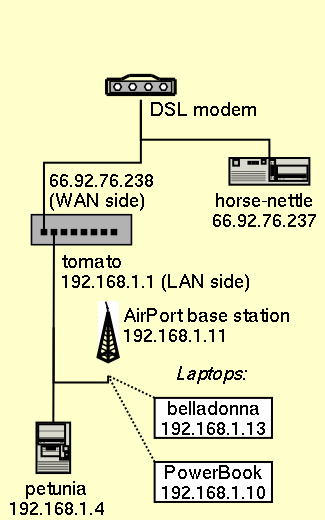 DSL modem
66.92.76.238
(WAN side)
horse-nettle
66.92.76.237
tomato
192.168.1.1 (LAN side)
AirPort base station
192.168.1.11
Laptops:
belladonna
192.168.1.13
PowerBook
192.168.1.10
petunia
192.168.1.4